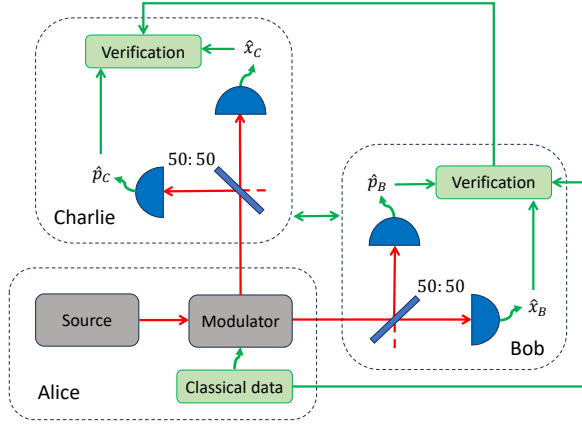 Verification
x̂_C
50:50
p̂_C
Charlie
p̂_B
Verification
50:50
x̂_B
Bob
Source
Modulator
Classical data
Alice